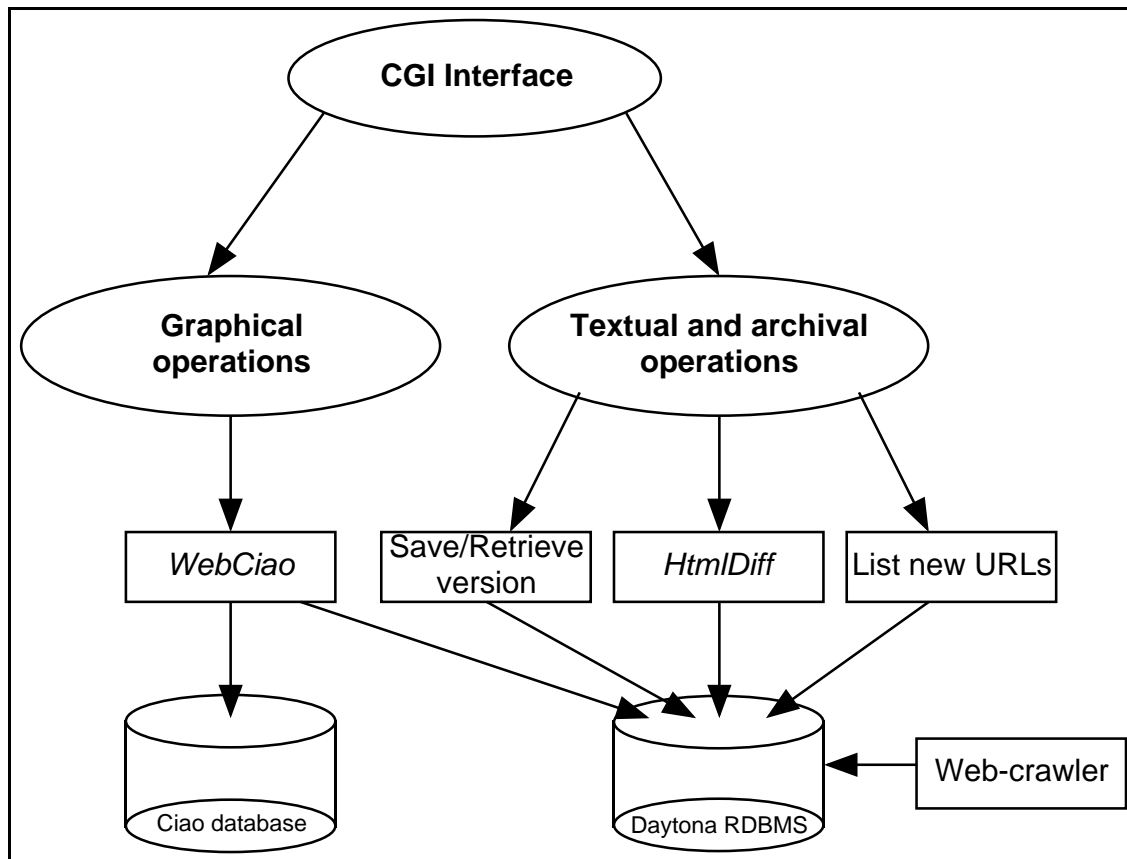 CGI Interface
Graphical
operations
Textual and archival
operations
WebCiao
Save/Retrieve
version
HtmlDiff
List new URLs
Web-crawler
Ciao database
Daytona RDBMS